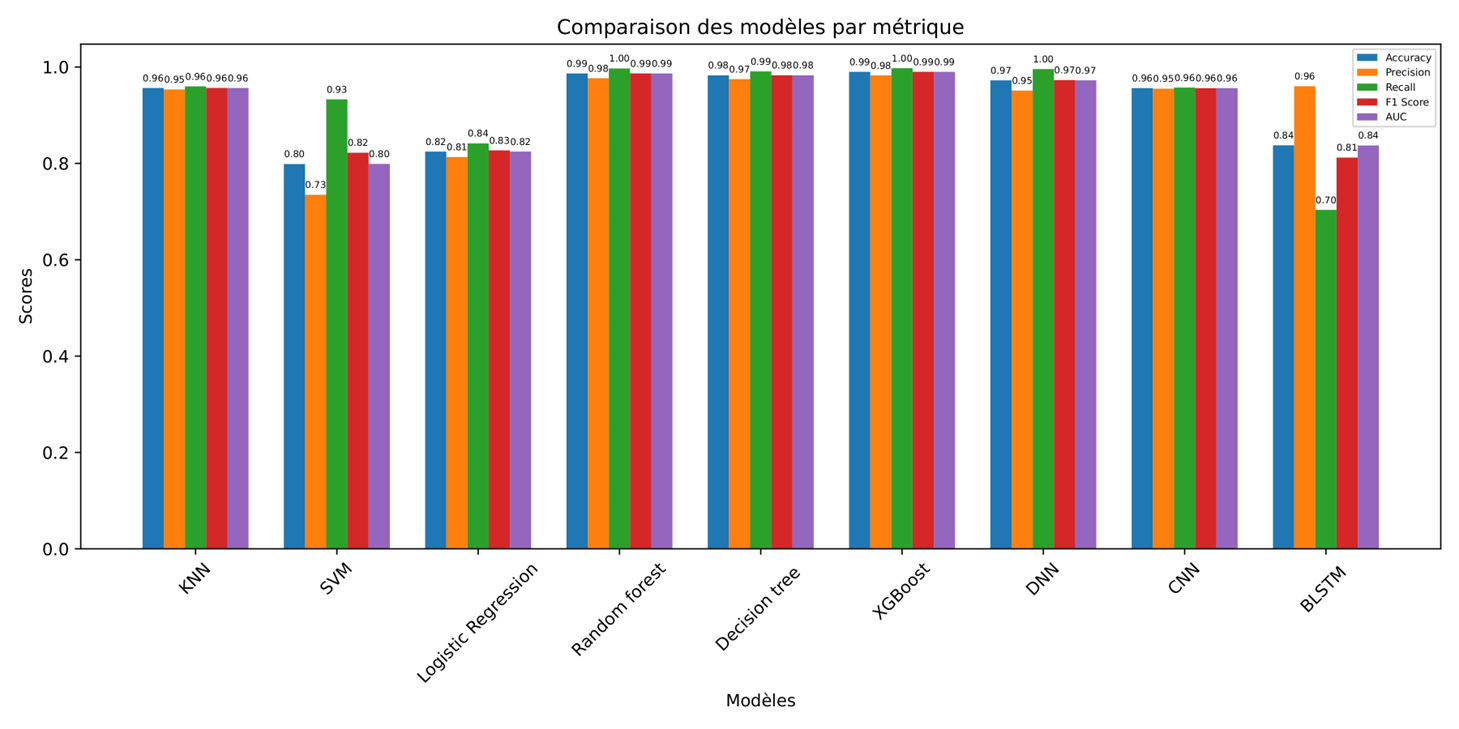 Comparaison des modèles par métrique
Accuracy
Precision
Recall
F1 Score
AUC
1.0
0.8
0.6
0.4
0.2
0.0
Scores
0.96 0.95 0.96 0.96 0.96
0.80 0.73 0.93 0.82 0.80
0.82 0.81 0.84 0.83 0.82
0.99 0.98 1.00 0.99 0.99
0.98 0.97 0.99 0.98 0.98
0.99 0.98 1.00 0.99 0.99
0.97 0.95 1.00 0.97 0.97
0.96 0.95 0.96 0.96 0.96
0.84 0.96 0.70 0.81 0.84
KNN
SVM
Logistic Regression
Random forest
Decision tree
XGBoost
DNN
CNN
BLSTM
Modèles